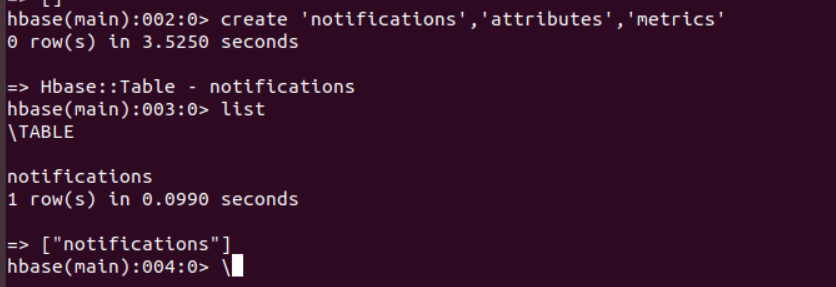 hbase(main):002:0> create 'notifications','attributes','metrics'
0 row(s) in 3.5250 seconds
=> Hbase::Table - notifications
hbase(main):003:0> list
\TABLE
notifications
1 row(s) in 0.0990 seconds
=> ["notifications"]
hbase(main):004:0> \